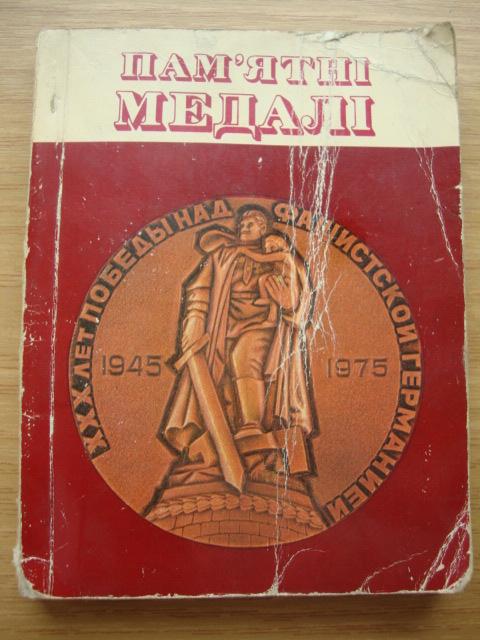 ПАМ'ЯТНІ
МЕДАЛІ
XXX ЛЕТ ПОБЕДЫ НАД ФАШИСТСКОЙ ГЕРМАНИЕЙ
1945 1975